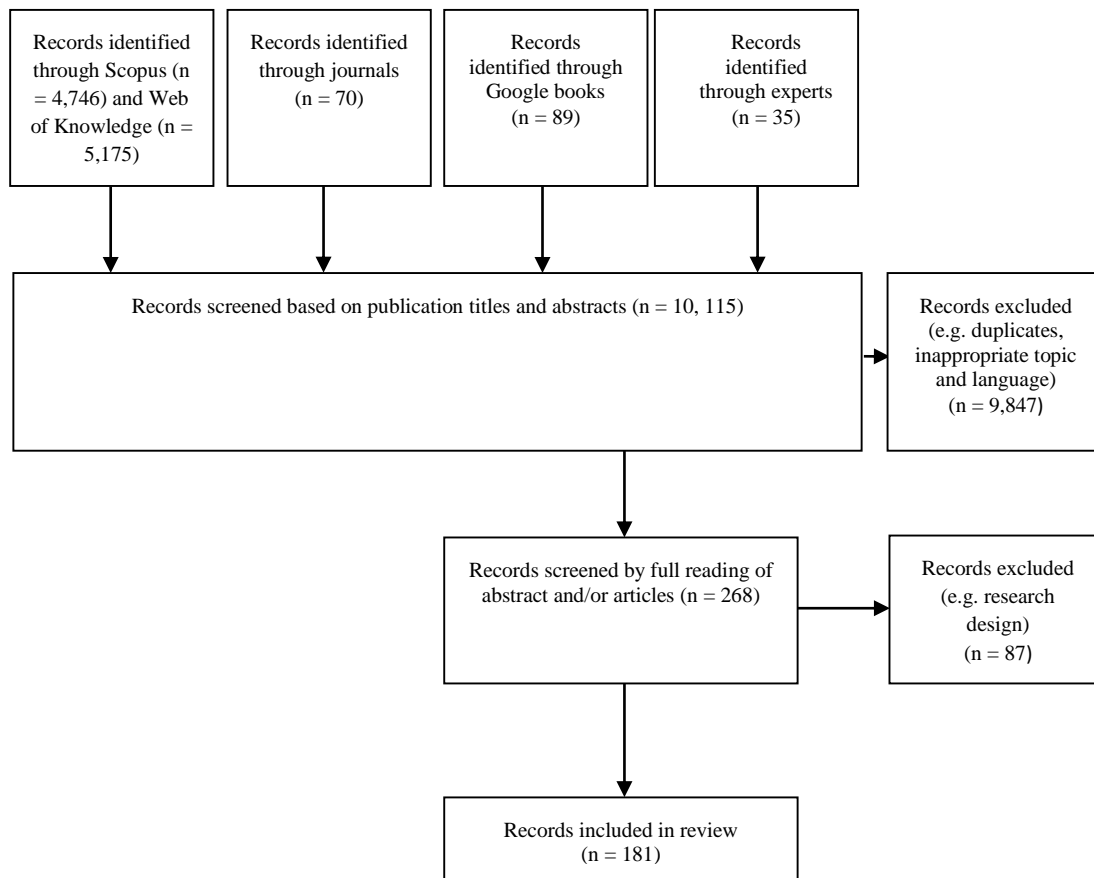 Records identified
through Scopus (n
= 4,746) and Web
of Knowledge (n =
5,175)
Records identified
through journals
(n = 70)
Records
identified through
Google books
(n = 89)
Records
identified
through experts
(n = 35)
Records screened based on publication titles and abstracts (n = 10, 115)
Records excluded
(e.g. duplicates,
inappropriate topic
and language)
(n = 9,847)
Records screened by full reading of
abstract and/or articles (n = 268)
Records excluded
(e.g. research
design)
(n = 87)
Records included in review
(n = 181)